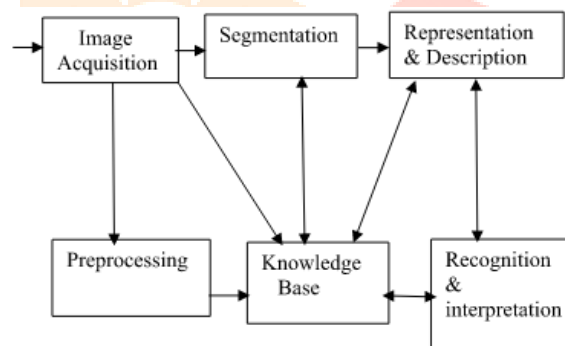 Image
Acquisition
Segmentation
Representation
& Description
Preprocessing
Knowledge
Base
Recognition
&
interpretation